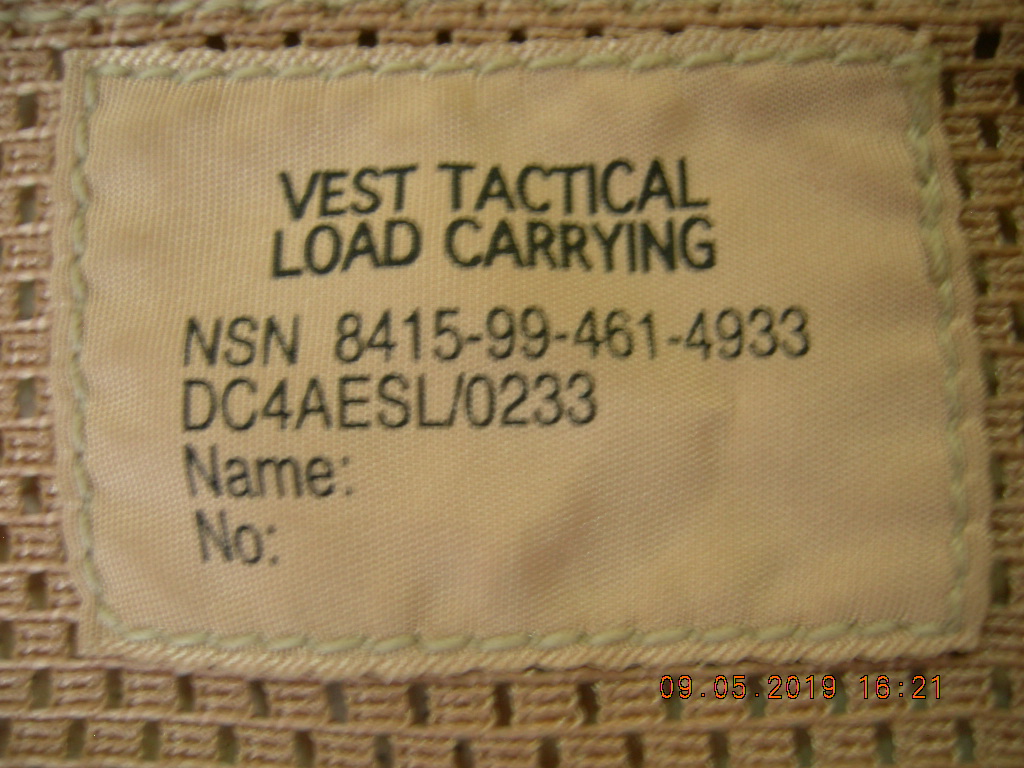 VEST TACTICAL
LOAD CARRYING
NSN 8415-99-461-4933
DC4AESL/0233
Name:
No:
09.05.2019 16:21